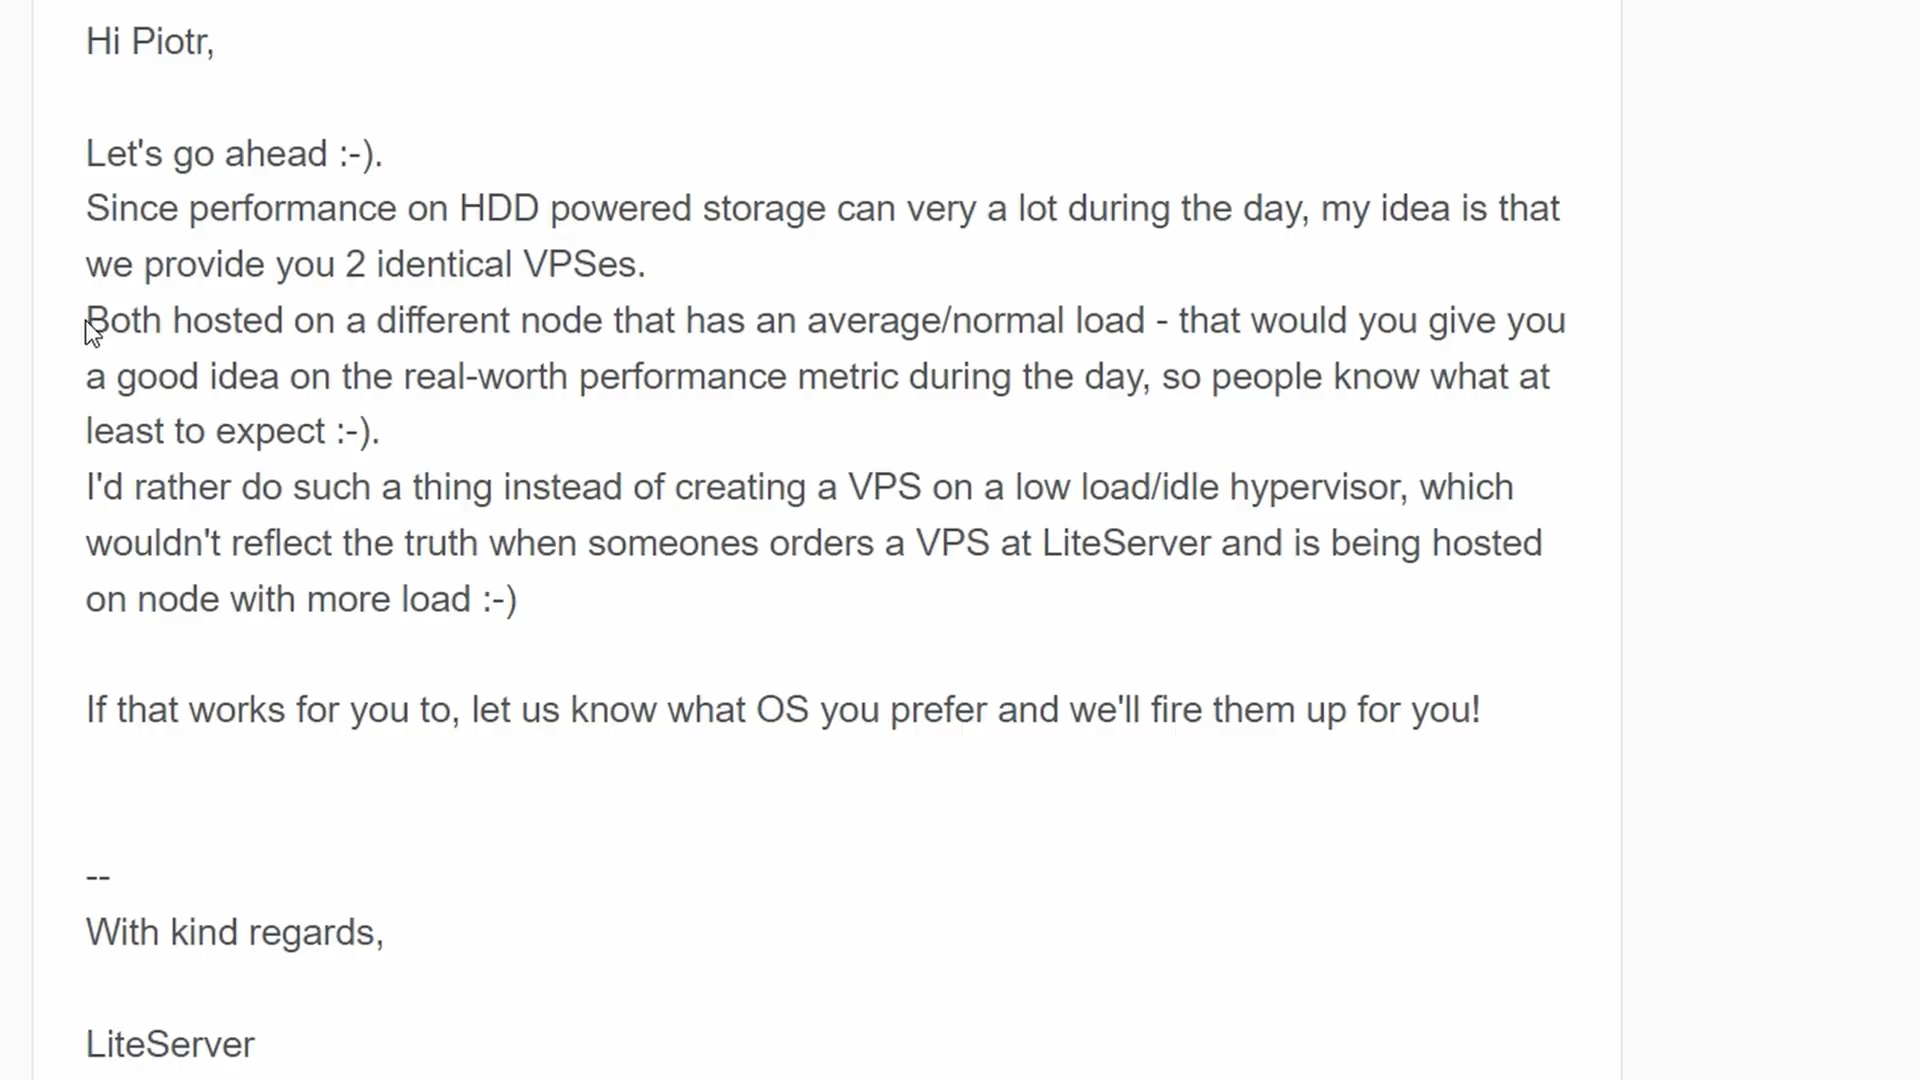 Hi Piotr,
Let's go ahead :-).
Since performance on HDD powered storage can very a lot during the day, my idea is that
we provide you 2 identical VPSes.
Both hosted on a different node that has an average/normal load - that would you give you
a good idea on the real-worth performance metric during the day, so people know what at
least to expect :-).
I'd rather do such a thing instead of creating a VPS on a low load/idle hypervisor, which
wouldn't reflect the truth when someones orders a VPS at LiteServer and is being hosted
on node with more load :-)
If that works for you to, let us know what OS you prefer and we'll fire them up for you!
--
With kind regards,
LiteServer